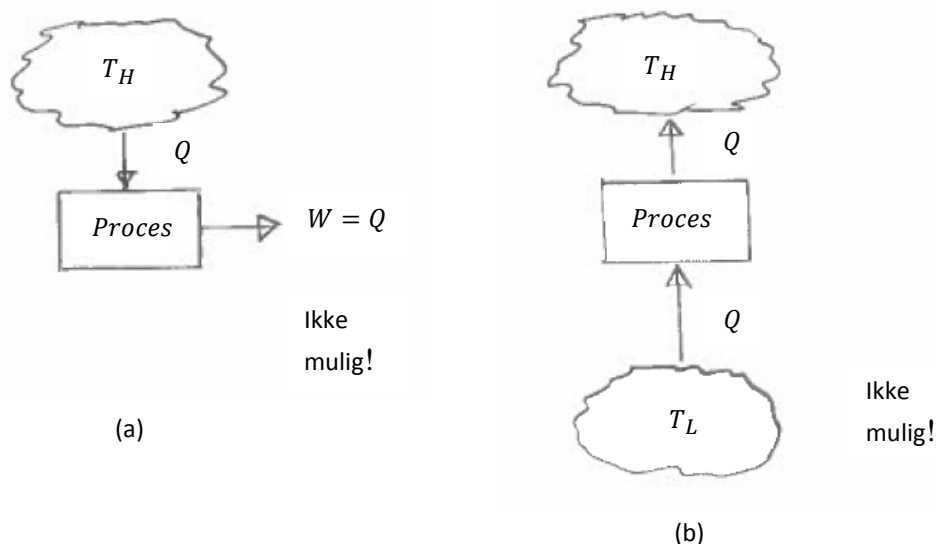 T_H
Q
Proces
W = Q
Ikke
mulig!
(a)
T_H
Q
Proces
Q
T_L
Ikke
mulig!
(b)